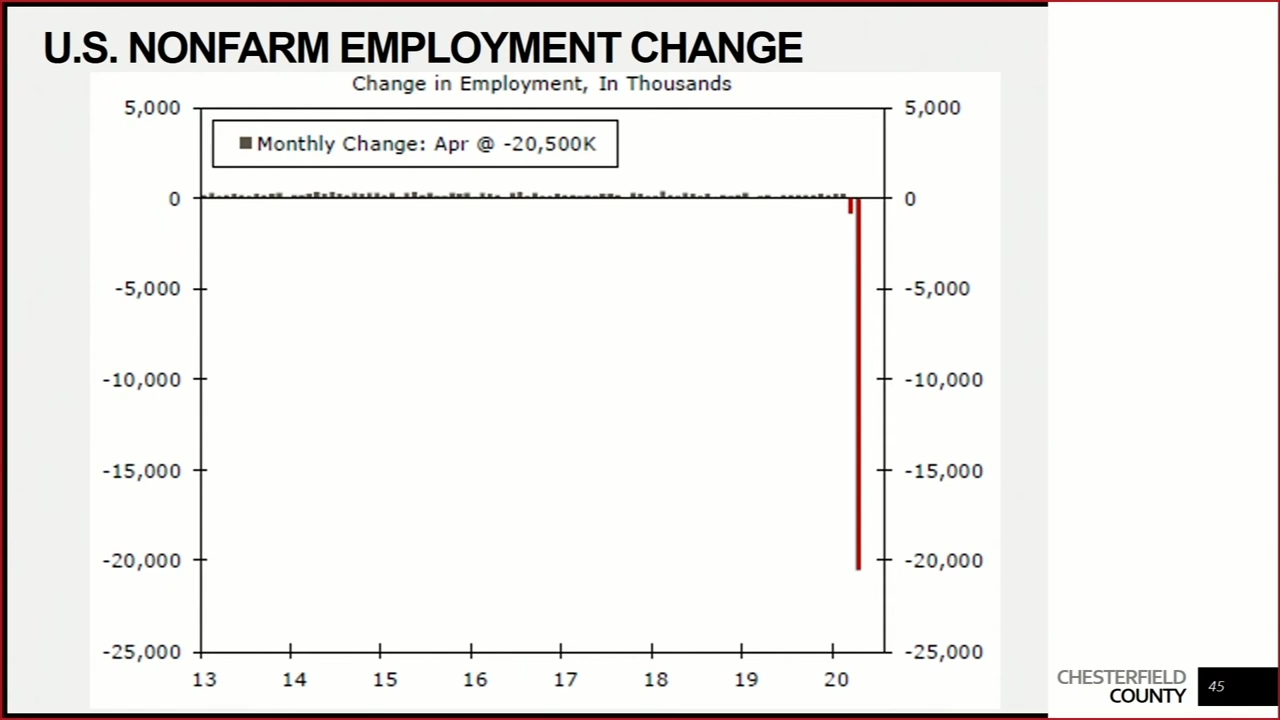 U.S. NONFARM EMPLOYMENT CHANGE
Change in Employment, In Thousands
5,000 5,000
Monthly Change: Apr @ -20,500K
0 0
-5,000 -5,000
-10,000 -10,000
-15,000 -15,000
-20,000 -20,000
-25,000 -25,000
13 14 15 16 17 18 19 20
CHESTERFIELD
COUNTY
45